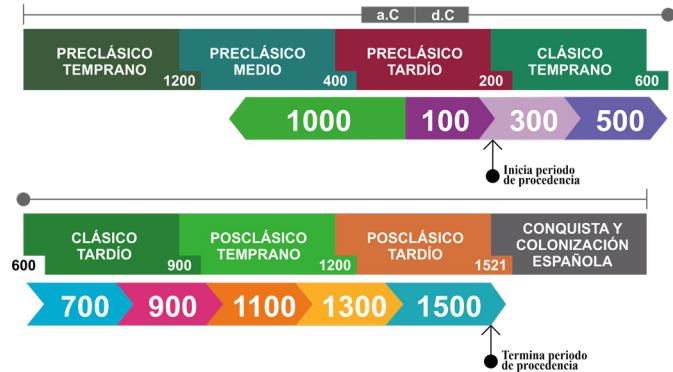 a.C d.C
PRECLÁSICO
TEMPRANO
1200
PRECLÁSICO
MEDIO
400
PRECLÁSICO
TARDÍO
200
CLÁSICO
TEMPRANO
600
1000 100 300 500
Inicia periodo
de procedencia
CLÁSICO
TARDÍO
600
900
POSCLÁSICO
TEMPRANO
1200
POSCLÁSICO
TARDÍO
1521
CONQUISTA Y
COLONIZACIÓN
ESPAÑOLA
700 900 1100 1300 1500
Termina periodo
de procedencia